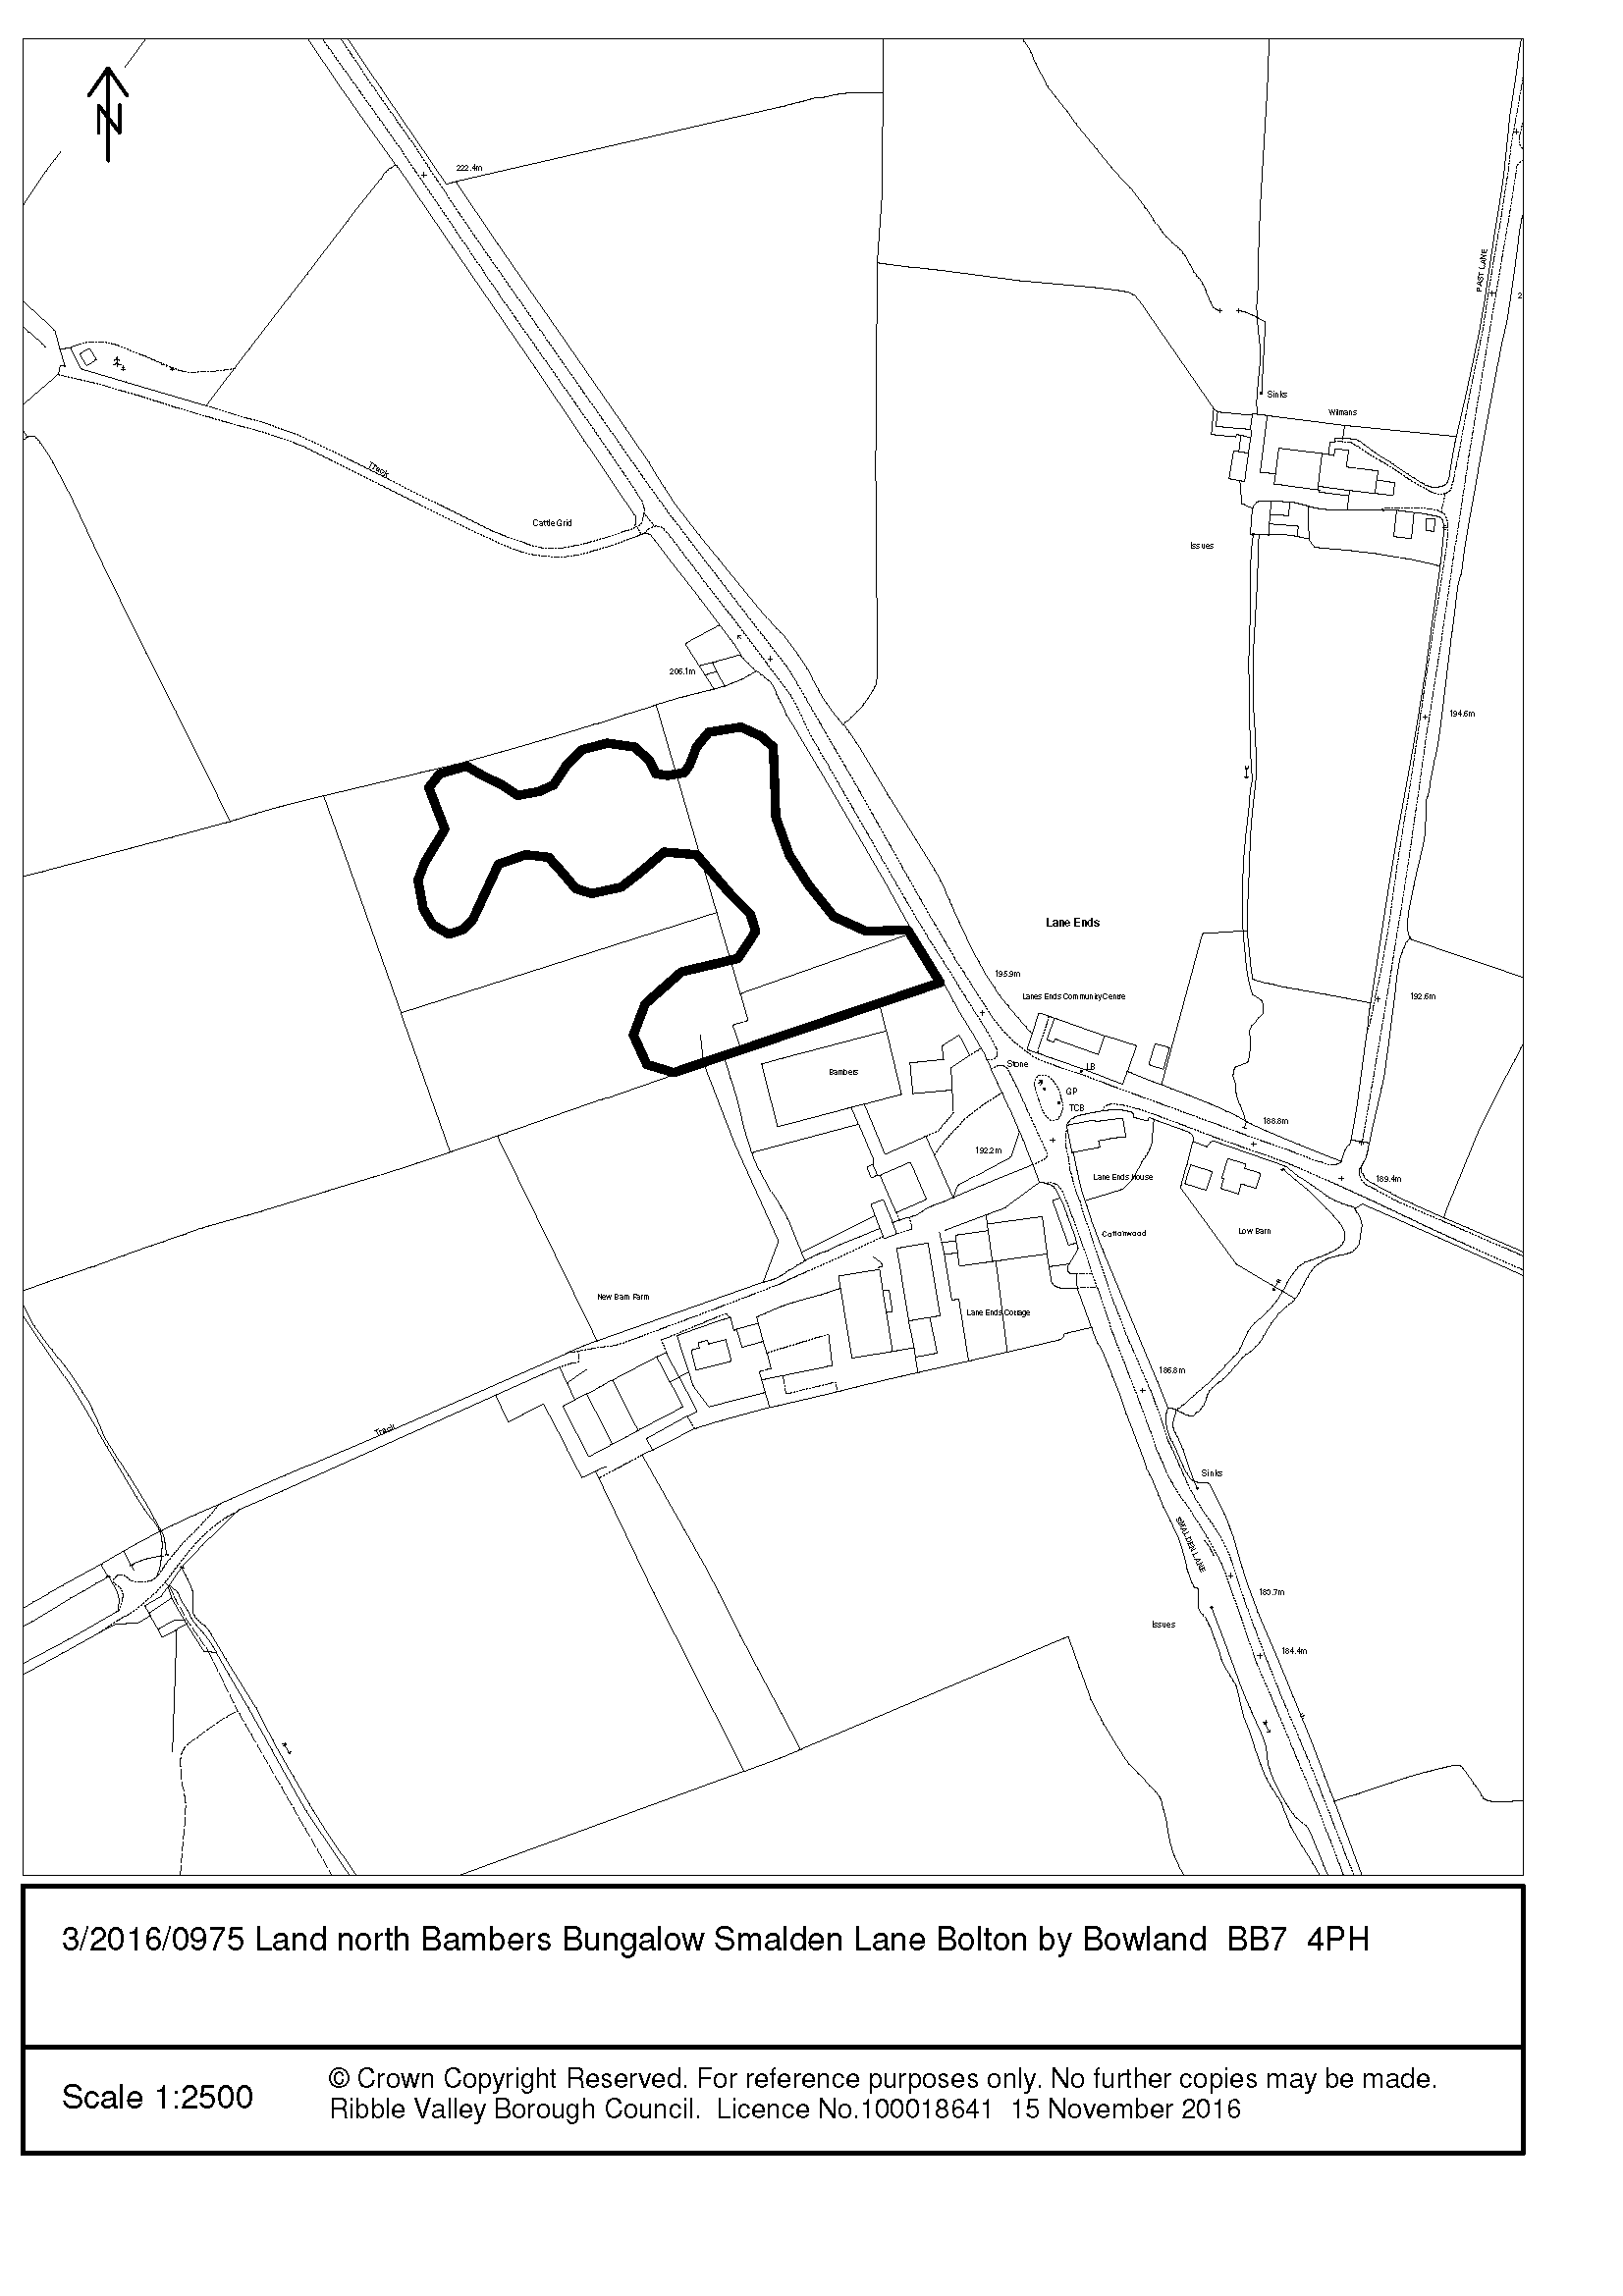 N
222.4m
PAST LANE
2
Sinks
Wilmans
Track
Cattle Grid
Issues
206.1m
194.6m
Lane Ends
195.9m
Lanes Ends Community Centre
192.6m
Stone
LB
Bambers
GP
TCB
188.8m
192.2m
Lane Ends House
189.4m
Cottonwood
Low Barn
New Barn Farm
Lane Ends Cottage
186.8m
Track
Sinks
SMALDEN LANE
Issues
184.4m
3/2016/0975 Land north Bambers Bungalow Smalden Lane Bolton by Bowland BB7 4PH
Scale 1:2500
© Crown Copyright Reserved. For reference purposes only. No further copies may be made.
Ribble Valley Borough Council. Licence No.100018641 15 November 2016